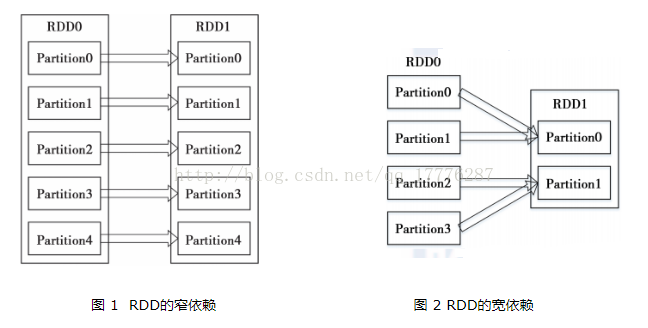 RDD0
Partition0
Partition1
Partition2
Partition3
Partition4
RDD1
Partition0
Partition1
Partition2
Partition3
Partition4
图 1 RDD的窄依赖
RDD0
Partition0
Partition1
Partition2
Partition3
RDD1
Partition0
Partition1
图 2 RDD的宽依赖
http://blog.csdn.net/qq_17776287